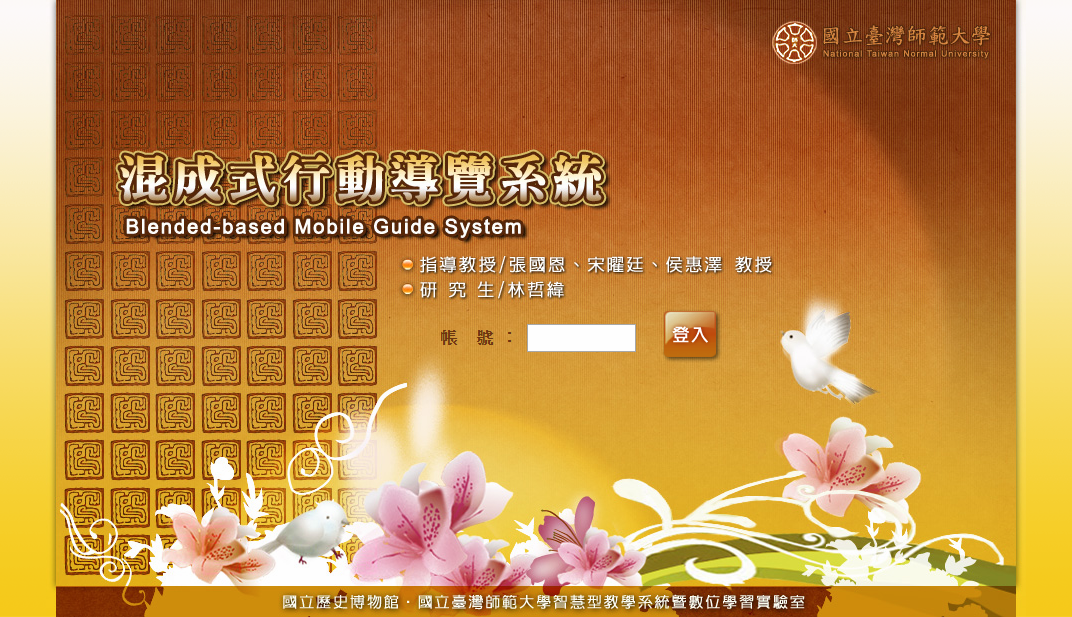 國立臺灣師範大學
National Taiwan Normal University
混成式行動導覽系統
Blended-based Mobile Guide System
指導教授/張國恩、宋曜廷、侯惠澤 教授
研 究 生/林哲緯
帳 號：
登入
國立歷史博物館·國立臺灣師範大學智慧型教學系統暨數位學習實驗室